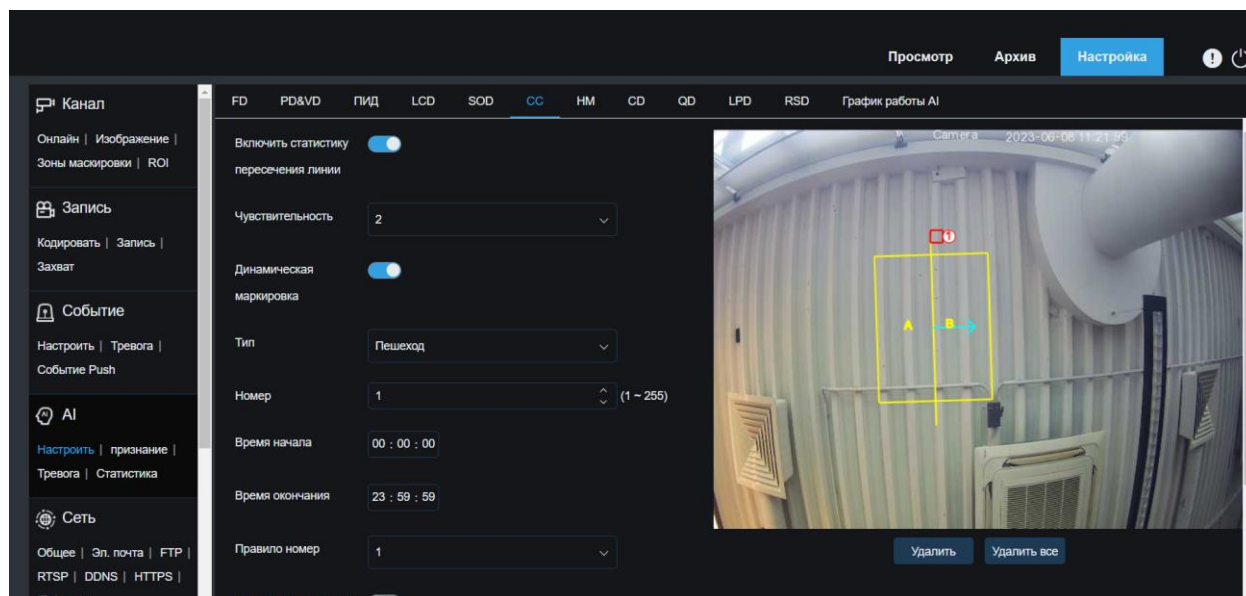 Просмотр Архив Настройка
Канал
Онлайн | Изображение |
Зоны маскировки | ROI
Запись
Кодировать | Запись |
Захват
Событие
Настроить | Тревога |
Событие Push
AI
Настроить | признание |
Тревога | Статистика
Сеть
Общее | Эл. почта | FTP |
RTSP | DDNS | HTTPS |
FD PD&VD ПИД LCD SOD CC HM CD QD LPD RSD График работы AI
Включить статистику
пересечения линии
Чувствительность 2
Динамическая
маркировка
Тип Пешеход
Номер 1 (1 ~ 255)
Время начала 00 : 00 : 00
Время окончания 23 : 59 : 59
Правило номер 1
Camera 2023-06-08 11:21:59
1
A B
Удалить Удалить все